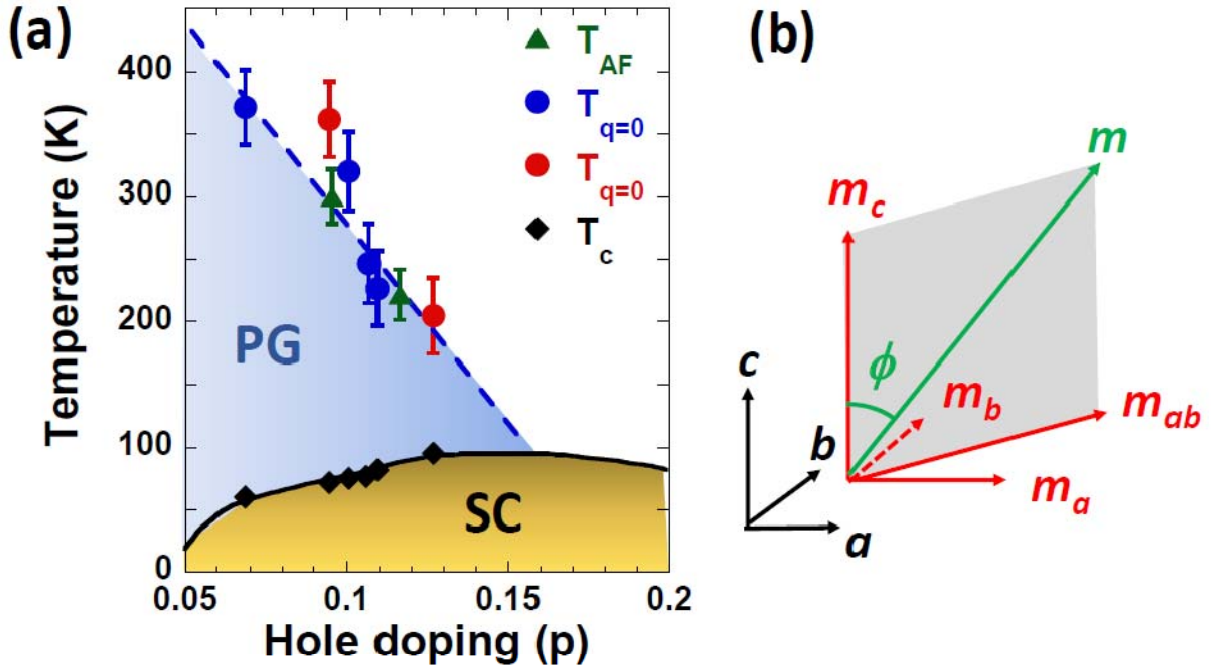 (a)
400
300
200
100
0
Temperature (K)
T_AF
T_q=0
T_q=0
T_c
PG
SC
0.05 0.1 0.15 0.2
Hole doping (p)
(b)
m
m_c
ϕ
m_b
m_ab
m_a
c
b
a